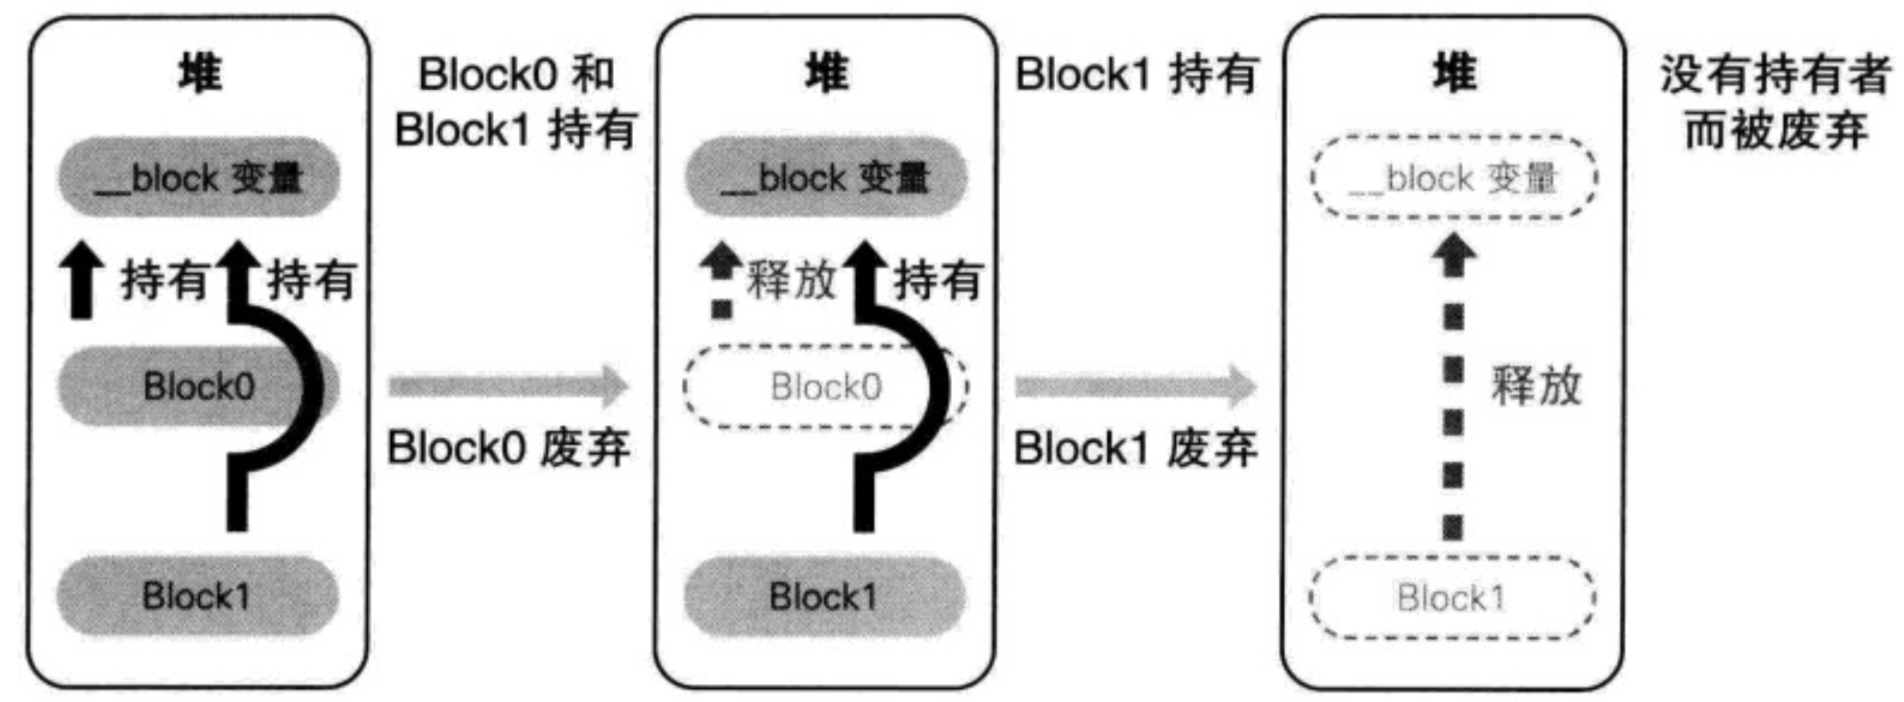 堆
__block 变量
持有
持有
Block0
Block1
Block0 和
Block1 持有
Block0 废弃
堆
__block 变量
释放
持有
Block0
Block1
Block1 持有
Block1 废弃
堆
__block 变量
释放
Block1
没有持有者
而被废弃